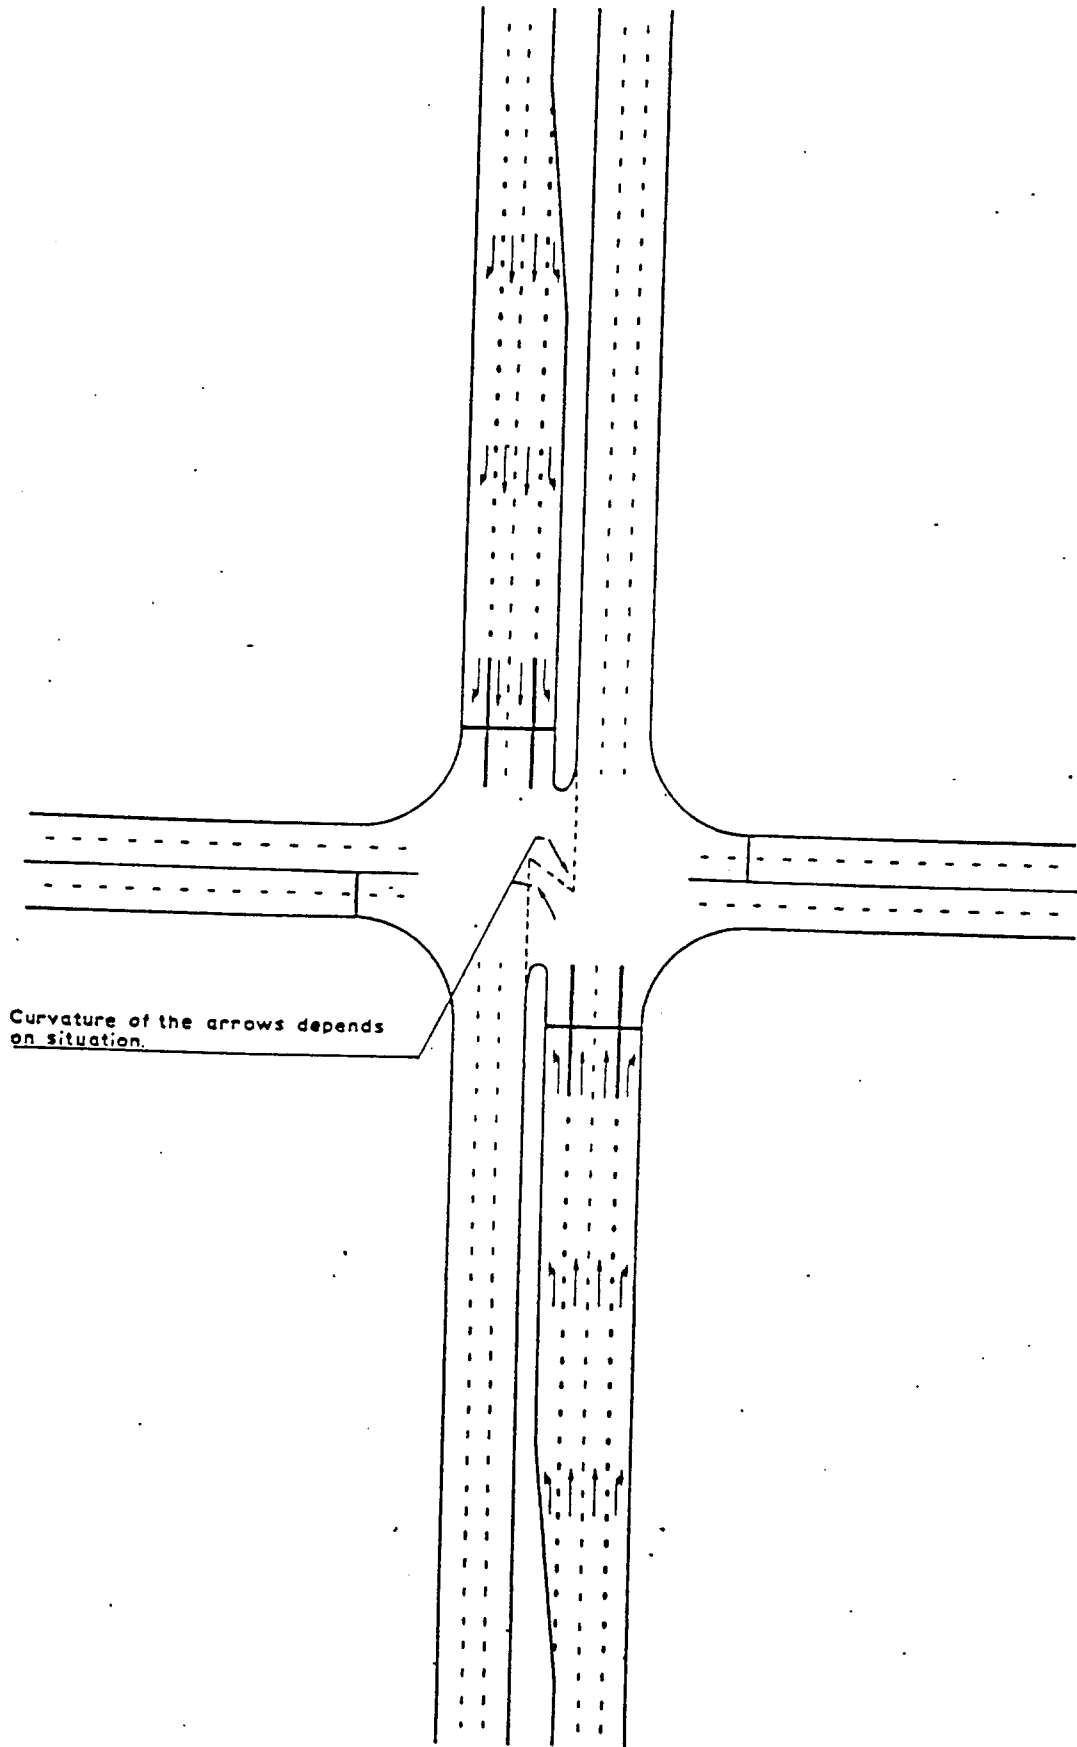 Curvature of the arrows depends
on situation.